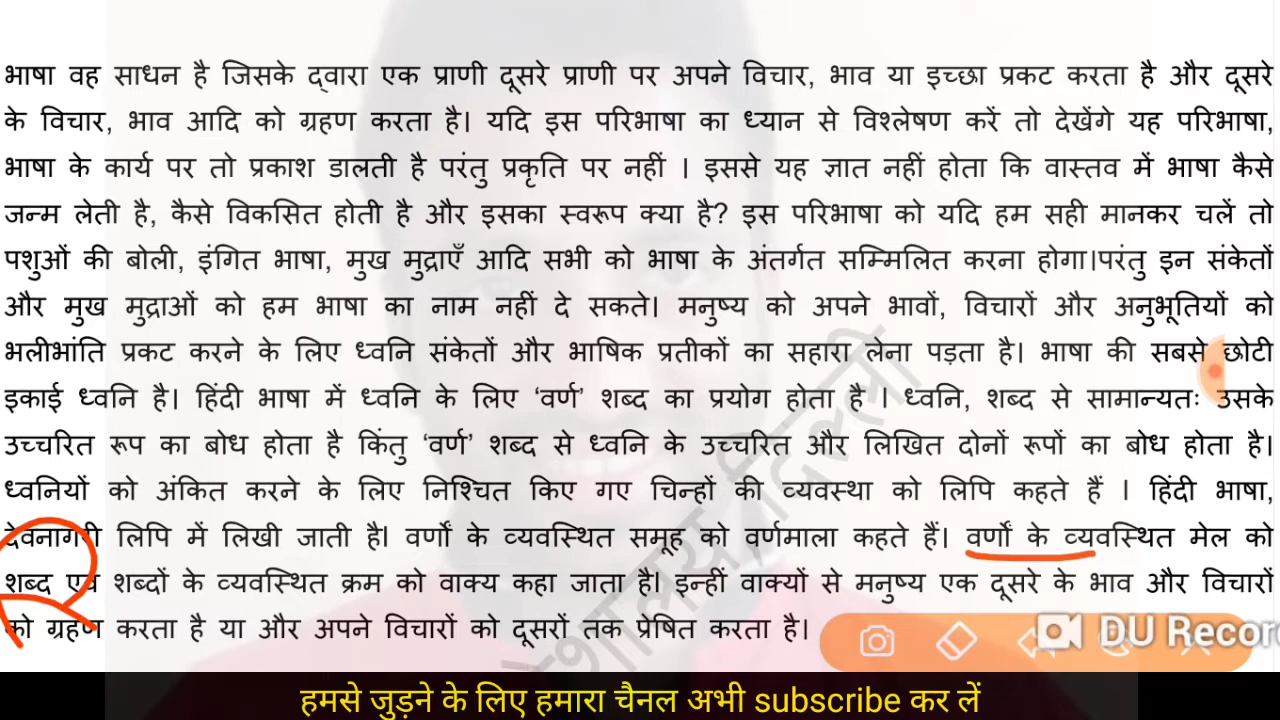 भाषा वह साधन है जिसके द्वारा एक प्राणी दूसरे प्राणी पर अपने विचार, भाव या इच्छा प्रकट करता है और दूसरे
के विचार, भाव आदि को ग्रहण करता है। यदि इस परिभाषा का ध्यान से विश्लेषण करें तो देखेंगे यह परिभाषा,
भाषा के कार्य पर तो प्रकाश डालती है परंतु प्रकृति पर नहीं । इससे यह ज्ञात नहीं होता कि वास्तव में भाषा कैसे
जन्म लेती है, कैसे विकसित होती है और इसका स्वरूप क्या है? इस परिभाषा को यदि हम सही मानकर चलें तो
पशुओं की बोली, इंगित भाषा, मुख मुद्राएँ आदि सभी को भाषा के अंतर्गत सम्मिलित करना होगा।परंतु इन संकेतों
और मुख मुद्राओं को हम भाषा का नाम नहीं दे सकते। मनुष्य को अपने भावों, विचारों और अनुभूतियों को
भलीभांति प्रकट करने के लिए ध्वनि संकेतों और भाषिक प्रतीकों का सहारा लेना पड़ता है। भाषा की सबसे छोटी
इकाई ध्वनि है। हिंदी भाषा में ध्वनि के लिए ‘वर्ण’ शब्द का प्रयोग होता है । ध्वनि, शब्द से सामान्यतः उसके
उच्चरित रूप का बोध होता है किंतु ‘वर्ण’ शब्द से ध्वनि के उच्चरित और लिखित दोनों रूपों का बोध होता है।
ध्वनियों को अंकित करने के लिए निश्चित किए गए चिन्हों की व्यवस्था को लिपि कहते हैं । हिंदी भाषा,
देवनागरी लिपि में लिखी जाती है। वर्णों के व्यवस्थित समूह को वर्णमाला कहते हैं। वर्णों के व्यवस्थित मेल को
शब्द एवं शब्दों के व्यवस्थित क्रम को वाक्य कहा जाता है। इन्हीं वाक्यों से मनुष्य एक दूसरे के भाव और विचारों
को ग्रहण करता है या और अपने विचारों को दूसरों तक प्रेषित करता है।
DU Recor
हमसे जुड़ने के लिए हमारा चैनल अभी subscribe कर लें